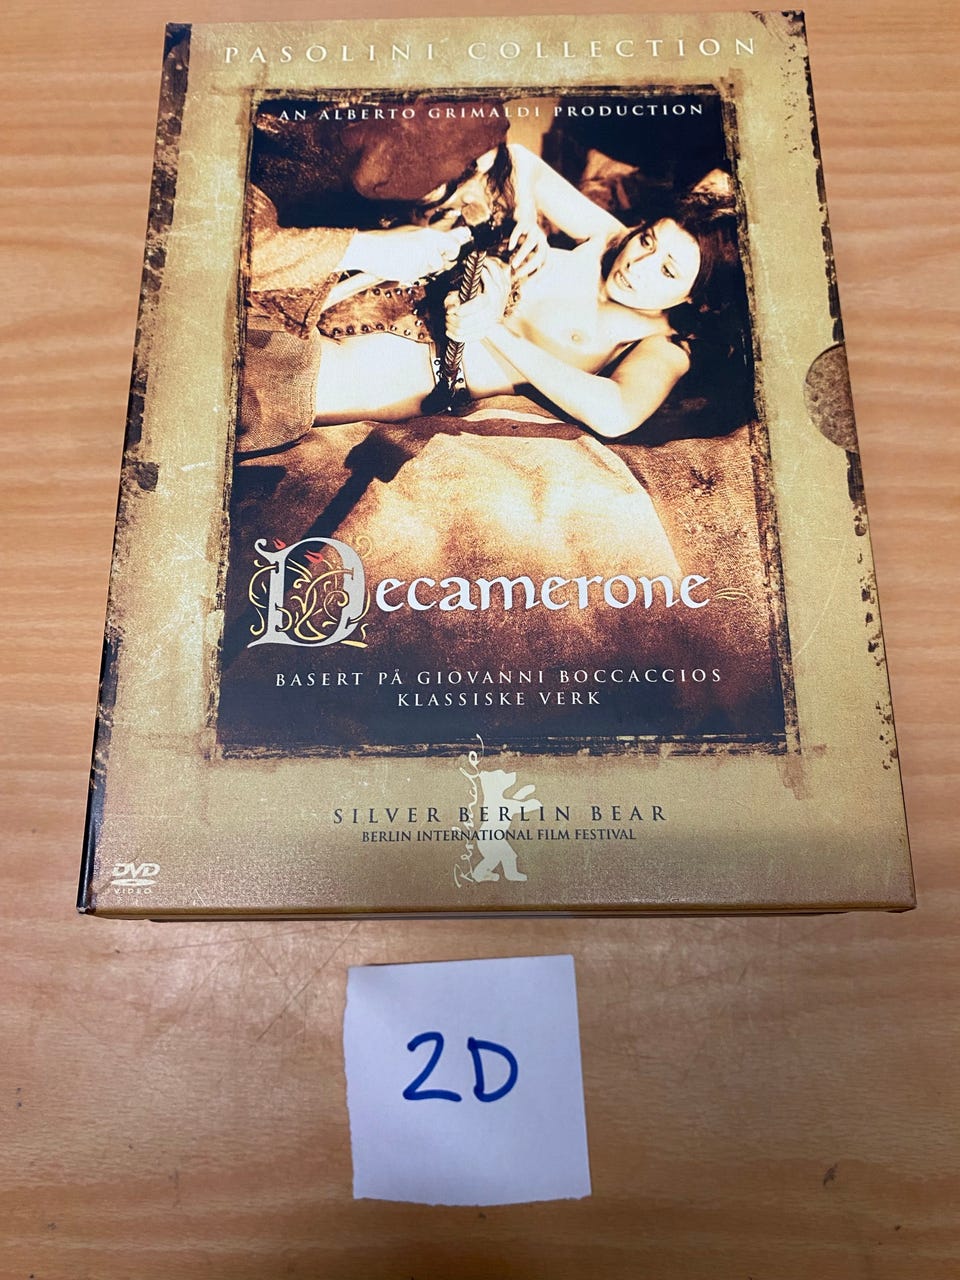 PASOLINI COLLECTION
AN ALBERTO GRIMALDI PRODUCTION
Decamerone
BASERT PÅ GIOVANNI BOCCACCIOS
KLASSISKE VERK
Berlinale
SILVER BERLIN BEAR
BERLIN INTERNATIONAL FILM FESTIVAL
DVD
VIDEO
2D